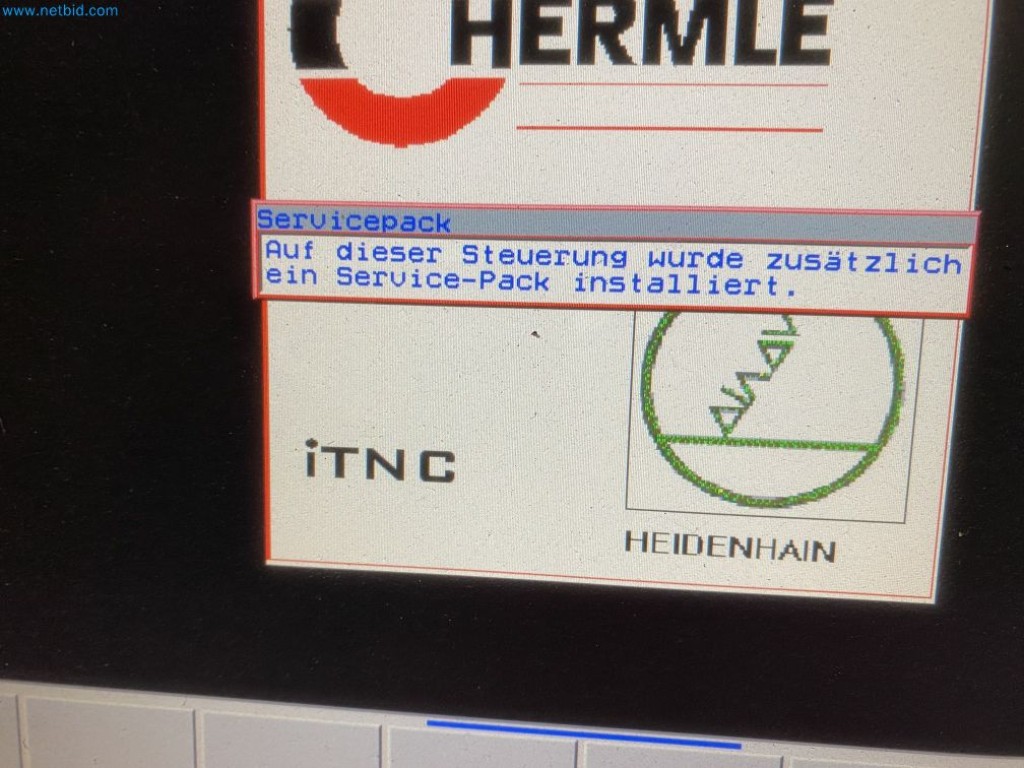 www.netbid.com
HERMLE
Servicepack
Auf dieser Steuerung wurde zusätzlich
ein Service-Pack installiert.
iTNC
HEIDENHAIN